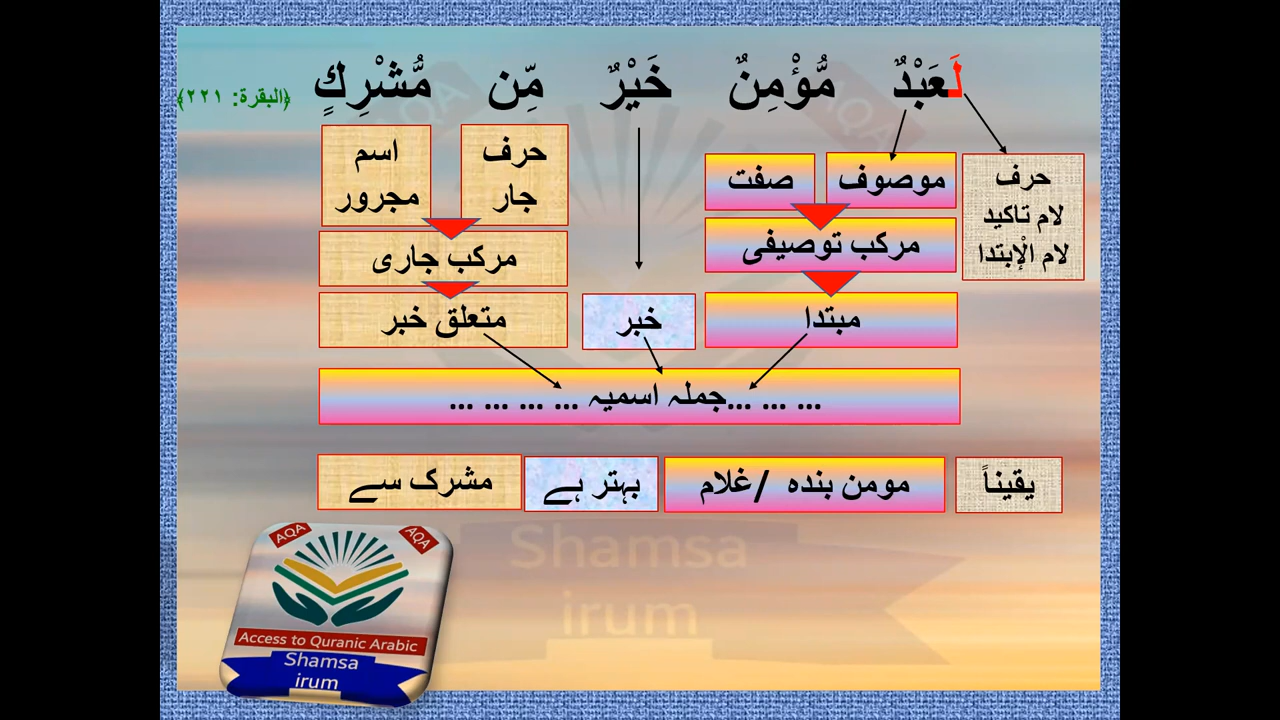 لَعَبْدٌ مُّؤْمِنٌ خَيْرٌ مِّن مُّشْرِكٍ ﴿البقرة: ٢٢١﴾
حرف
لام تاکید
لام الْإبتدا
موصوف
صفت
مرکب توصیفی
مبتدا
خبر
حرف
جار
اسم
مجرور
مرکب جاری
متعلق خبر
... ... ...جملہ اسمیہ ... ... ... ...
یقیناً
مومن بندہ /غلام
بہتر ہے
مشرک سے
AQA
AQA
Access to Quranic Arabic
Shamsa
irum
Shamsa
irum